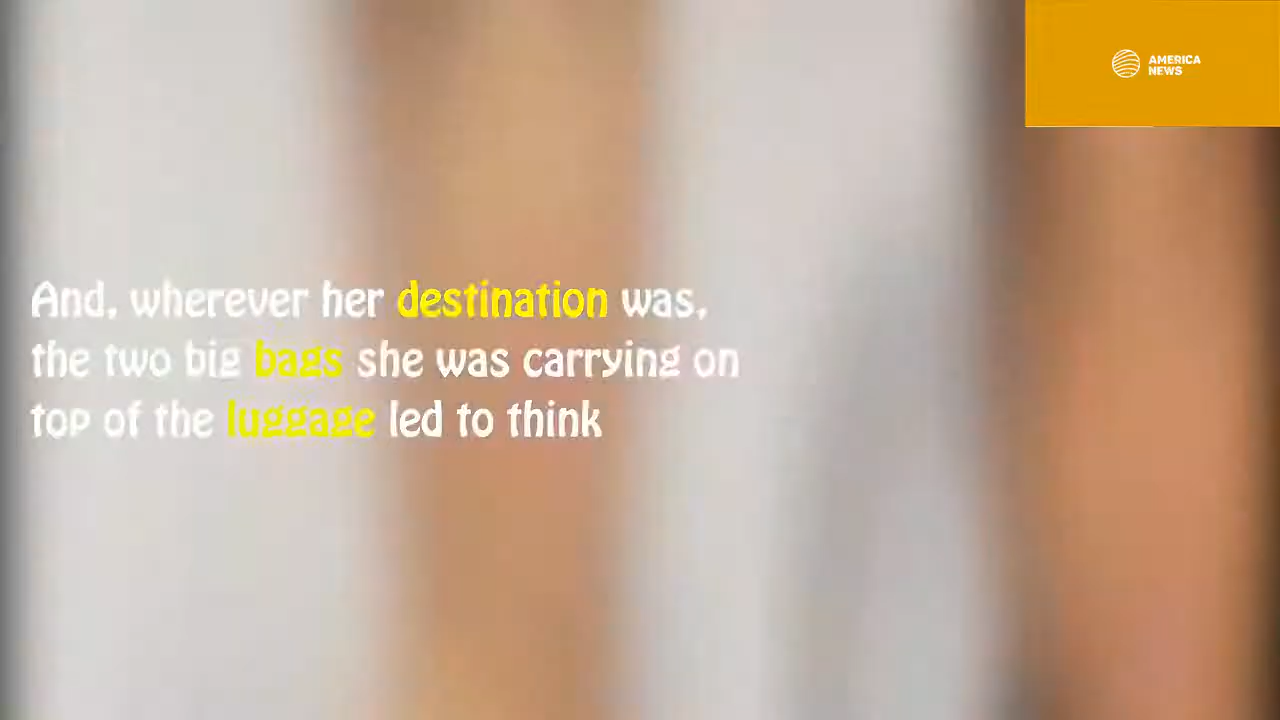 AMERICA
NEWS
And, wherever her destination was,
the two big bags she was carrying on
top of the luggage led to think